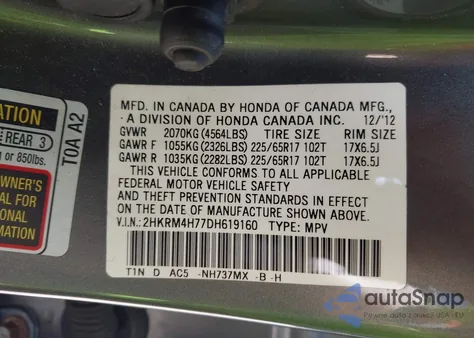 MFD. IN CANADA BY HONDA OF CANADA MFG.,
A DIVISION OF HONDA CANADA INC. 12/'12
GVWR 2070KG (4564LBS) TIRE SIZE RIM SIZE
GAWR F 1055KG (2326LBS) 225/65R17 102T 17X6.5J
GAWR R 1035KG (2282LBS) 225/65R17 102T 17X6.5J
THIS VEHICLE CONFORMS TO ALL APPLICABLE
FEDERAL MOTOR VEHICLE SAFETY
AND THEFT PREVENTION STANDARDS IN EFFECT
ON THE DATE OF MANUFACTURE SHOWN ABOVE.
V.I.N.: 2HKRM4H77DH619160 TYPE: MPV
T1N D AC5 -NH737MX -B -H
T0A A2
ATION
REAR 3
or 850lbs.
WNER'S
AL FOR
IONAL
MATION
autoSnap